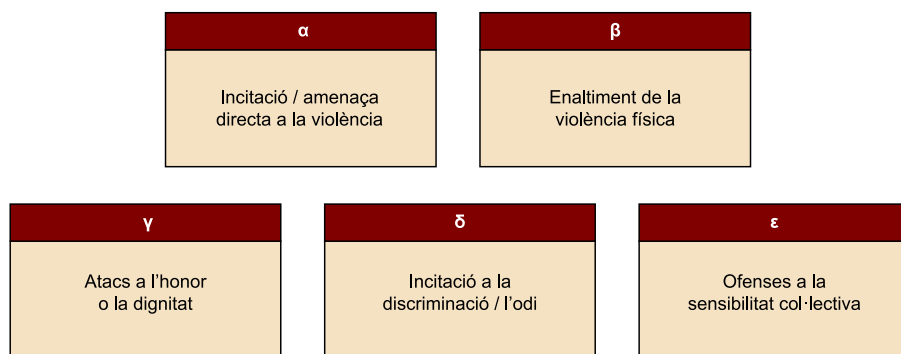 α
Incitació / amenaça
directa a la violència
β
Enaltiment de la
violència física
γ
Atacs a l’honor
o la dignitat
δ
Incitació a la
discriminació / l’odi
ε
Ofenses a la
sensibilitat col·lectiva